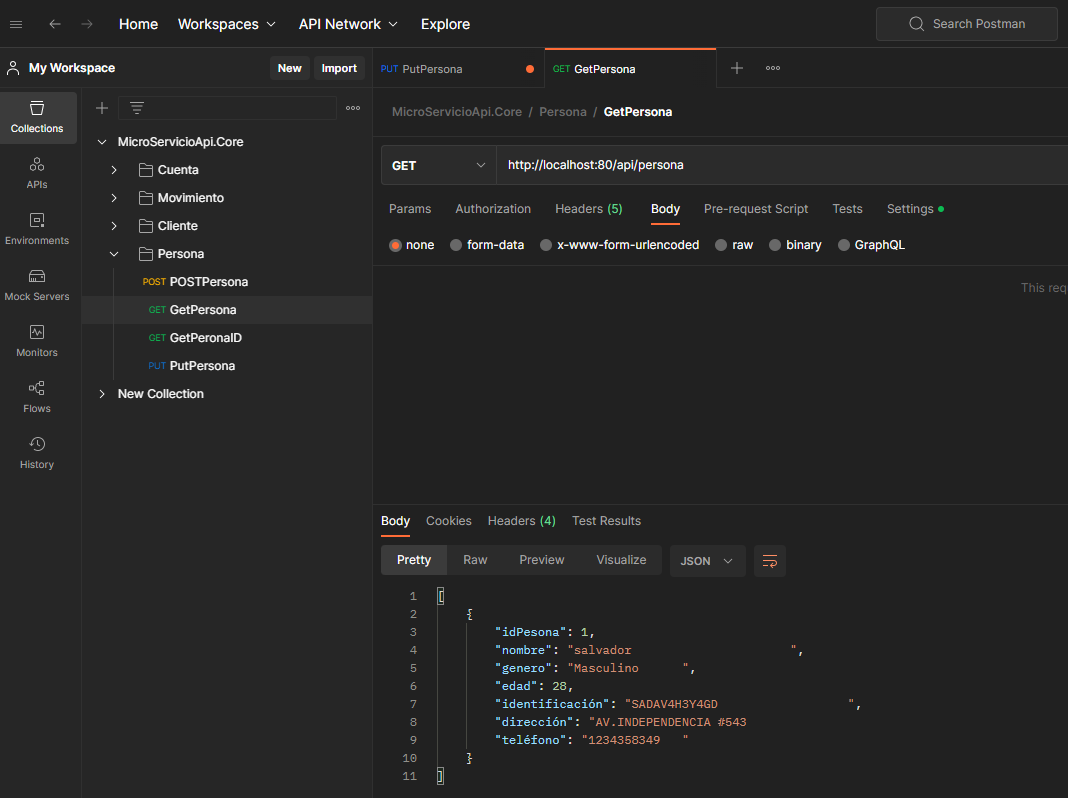 Home Workspaces API Network Explore Search Postman
My Workspace New Import
PUT PutPersona GET GetPersona
Collections
APIs
Environments
Mock Servers
Monitors
Flows
History
MicroServicioApi.Core
Cuenta
Movimiento
Cliente
Persona
POST POSTPersona
GET GetPersona
GET GetPeronaID
PUT PutPersona
New Collection
MicroServicioApi.Core / Persona / GetPersona
GET http://localhost:80/api/persona
Params Authorization Headers (5) Body Pre-request Script Tests Settings
none form-data x-www-form-urlencoded raw binary GraphQL
This req
Body Cookies Headers (4) Test Results
Pretty Raw Preview Visualize JSON
1 [
2 {
3 "idPesona": 1,
4 "nombre": "salvador ",
5 "genero": "Masculino ",
6 "edad": 28,
7 "identificación": "SADAV4H3Y4GD ",
8 "dirección": "AV.INDEPENDENCIA #543
9 "teléfono": "1234358349 "
10 }
11 ]